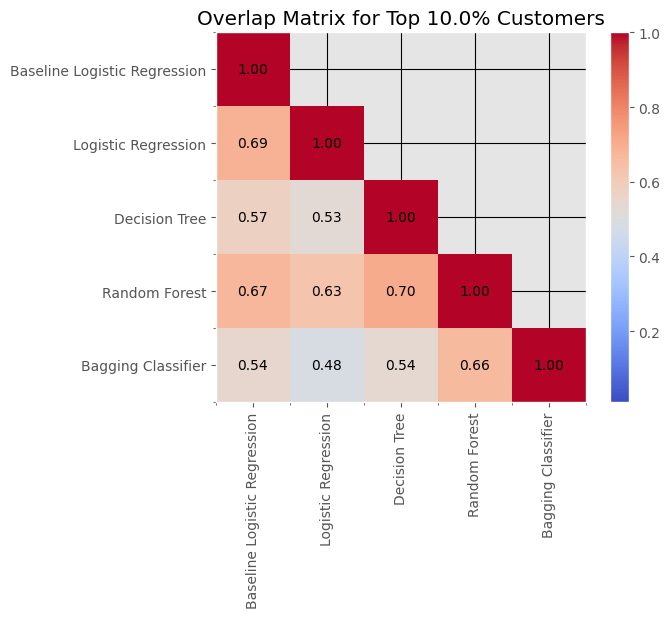 Overlap Matrix for Top 10.0% Customers
Baseline Logistic Regression
1.00
1.0
Logistic Regression
0.69
1.00
0.8
Decision Tree
0.57
0.53
1.00
0.6
Random Forest
0.67
0.63
0.70
1.00
0.4
Bagging Classifier
0.54
0.48
0.54
0.66
1.00
0.2
Baseline Logistic Regression
Logistic Regression
Decision Tree
Random Forest
Bagging Classifier